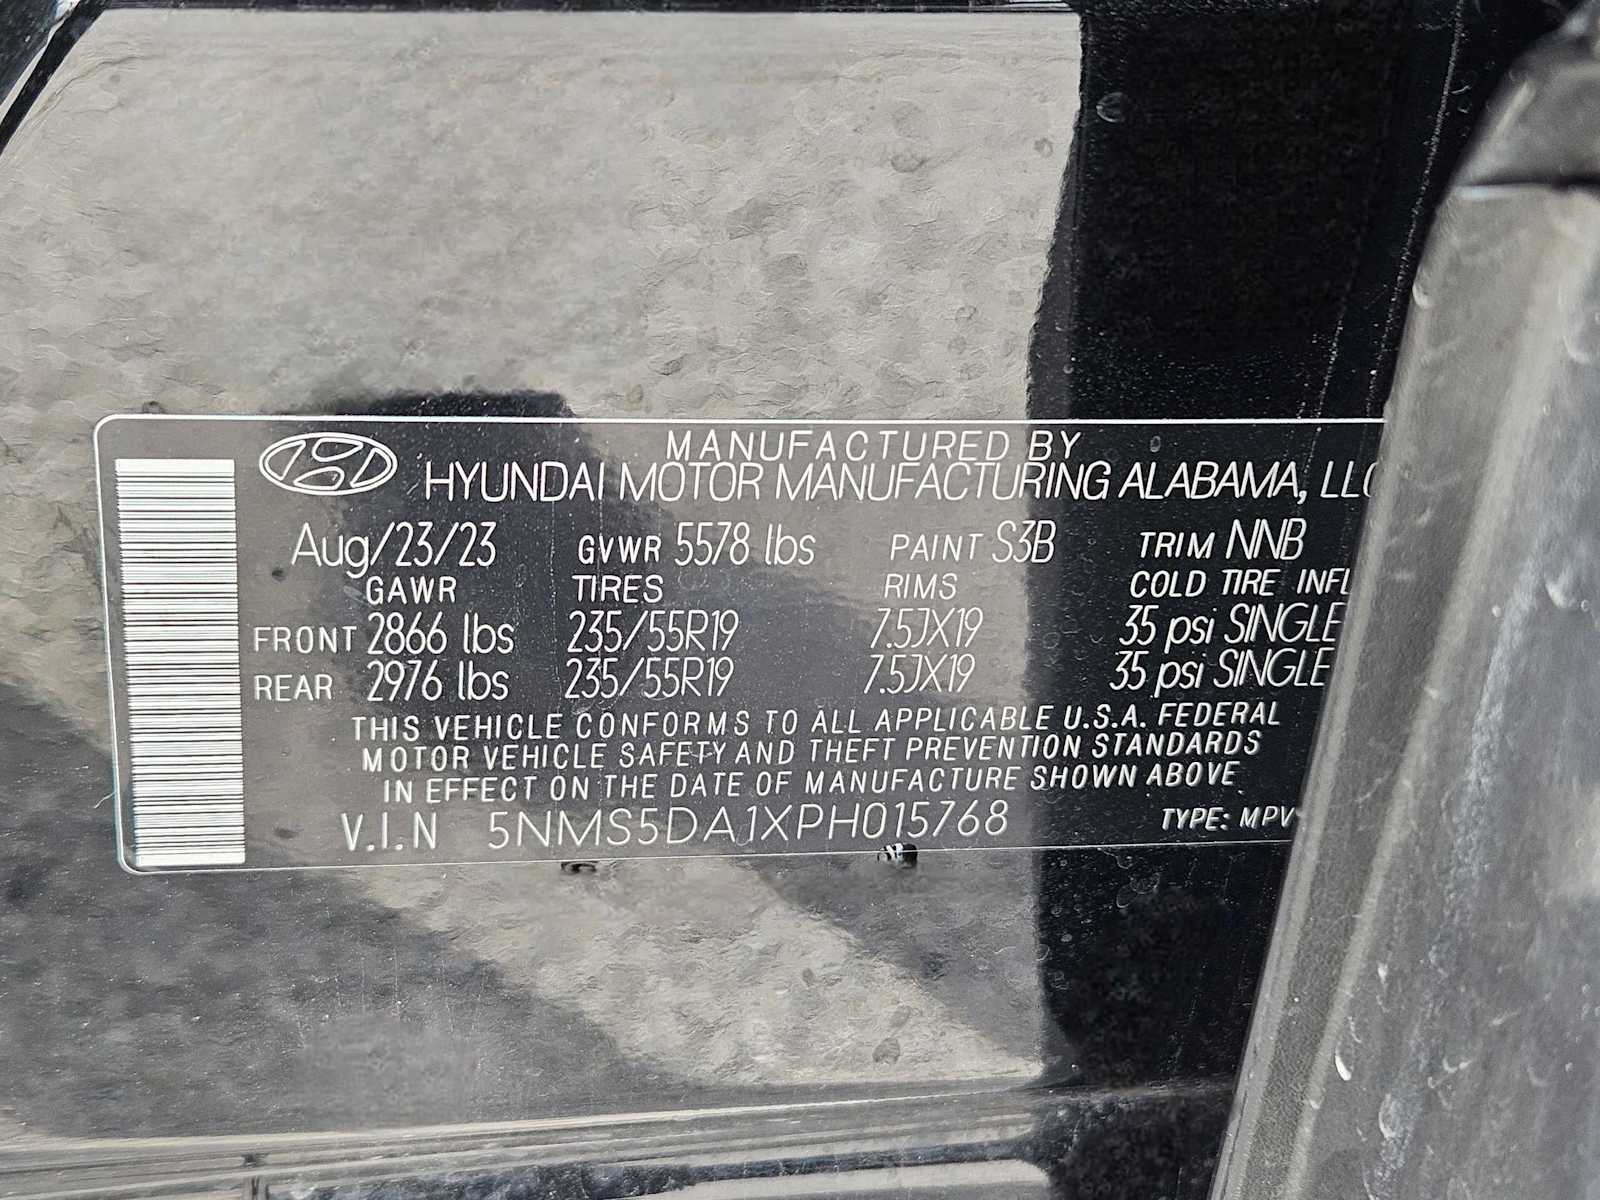 MANUFACTURED BY
HYUNDAI MOTOR MANUFACTURING ALABAMA, LLC
Aug/23/23 GVWR 5578 lbs PAINT S3B TRIM NNB
GAWR TIRES RIMS COLD TIRE INFL
FRONT 2866 lbs 235/55R19 7.5JX19 35 psi SINGLE
REAR 2976 lbs 235/55R19 7.5JX19 35 psi SINGLE
THIS VEHICLE CONFORMS TO ALL APPLICABLE U.S.A. FEDERAL
MOTOR VEHICLE SAFETY AND THEFT PREVENTION STANDARDS
IN EFFECT ON THE DATE OF MANUFACTURE SHOWN ABOVE
V.I.N 5NMS5DA1XPH015768 TYPE: MPV